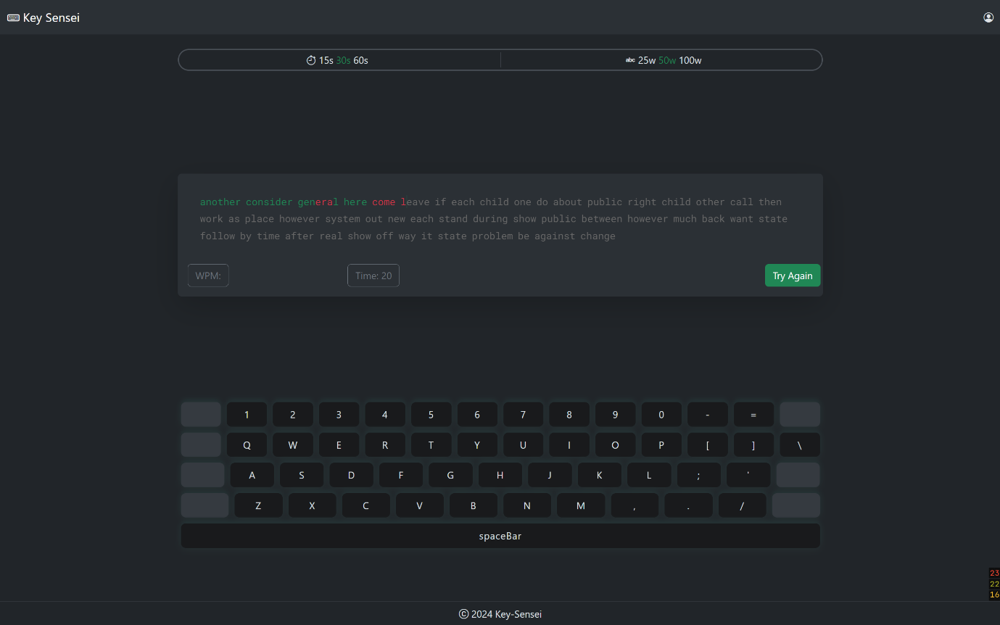 Key Sensei
15s 30s 60s
abc 25w 50w 100w
another consider general here come leave if each child one do about public right child other call then
work as place however system out new each stand during show public between however much back want state
follow by time after real show off way it state problem be against change
WPM: Time: 20 Try Again
1 2 3 4 5 6 7 8 9 0 - =
Q W E R T Y U I O P [ ] \
A S D F G H J K L ; '
Z X C V B N M , . /
spaceBar
23
22
16
© 2024 Key-Sensei